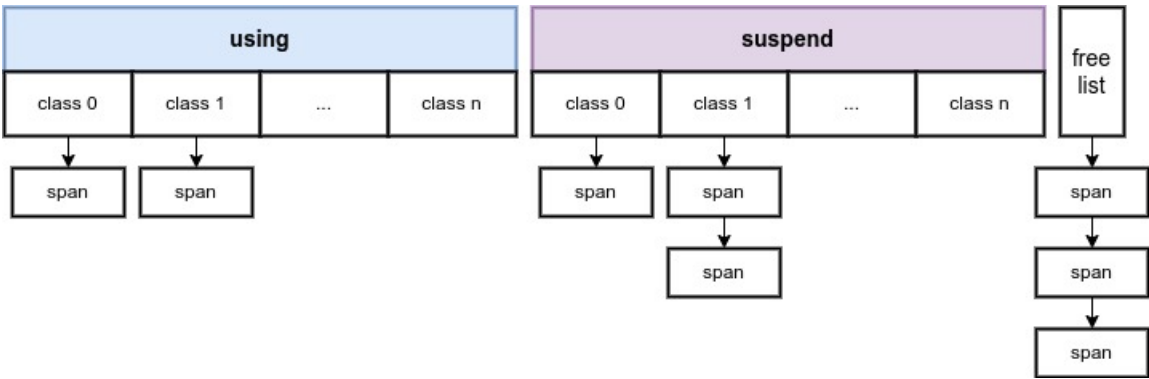 using
suspend
free
list
class 0
class 1
...
class n
class 0
class 1
...
class n
span
span
span
span
span
span
span
span